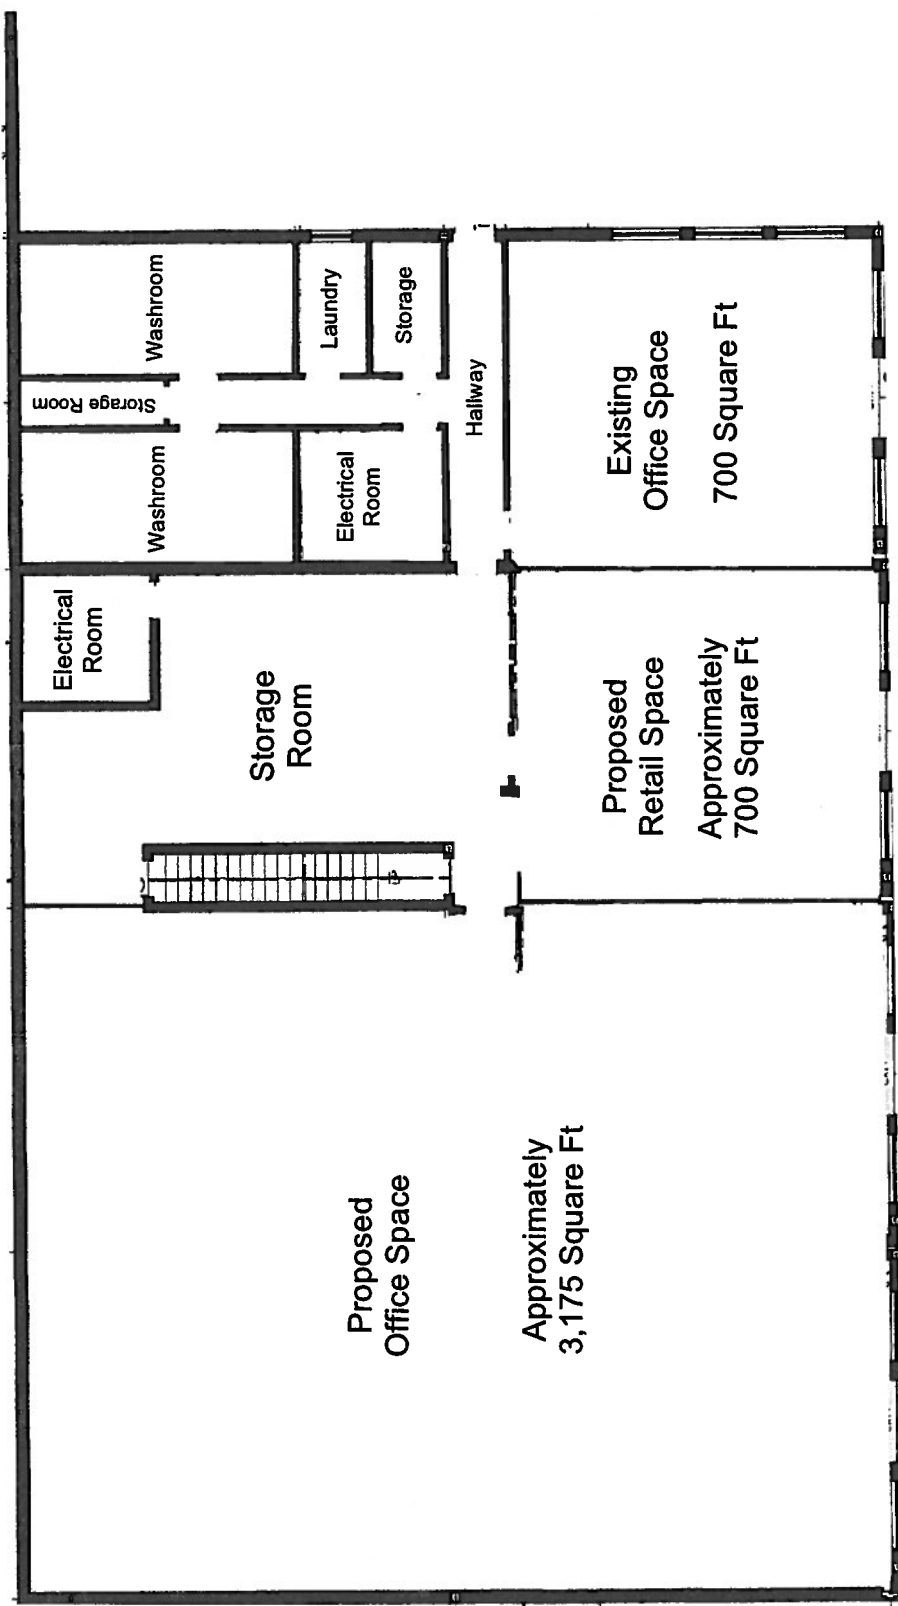 Proposed
Office Space
Approximately
3,175 Square Ft
Storage
Room
Electrical
Room
Washroom
Storage Room
Washroom
Electrical
Room
Laundry
Storage
Hallway
Proposed
Retail Space
Approximately
700 Square Ft
Existing
Office Space
700 Square Ft